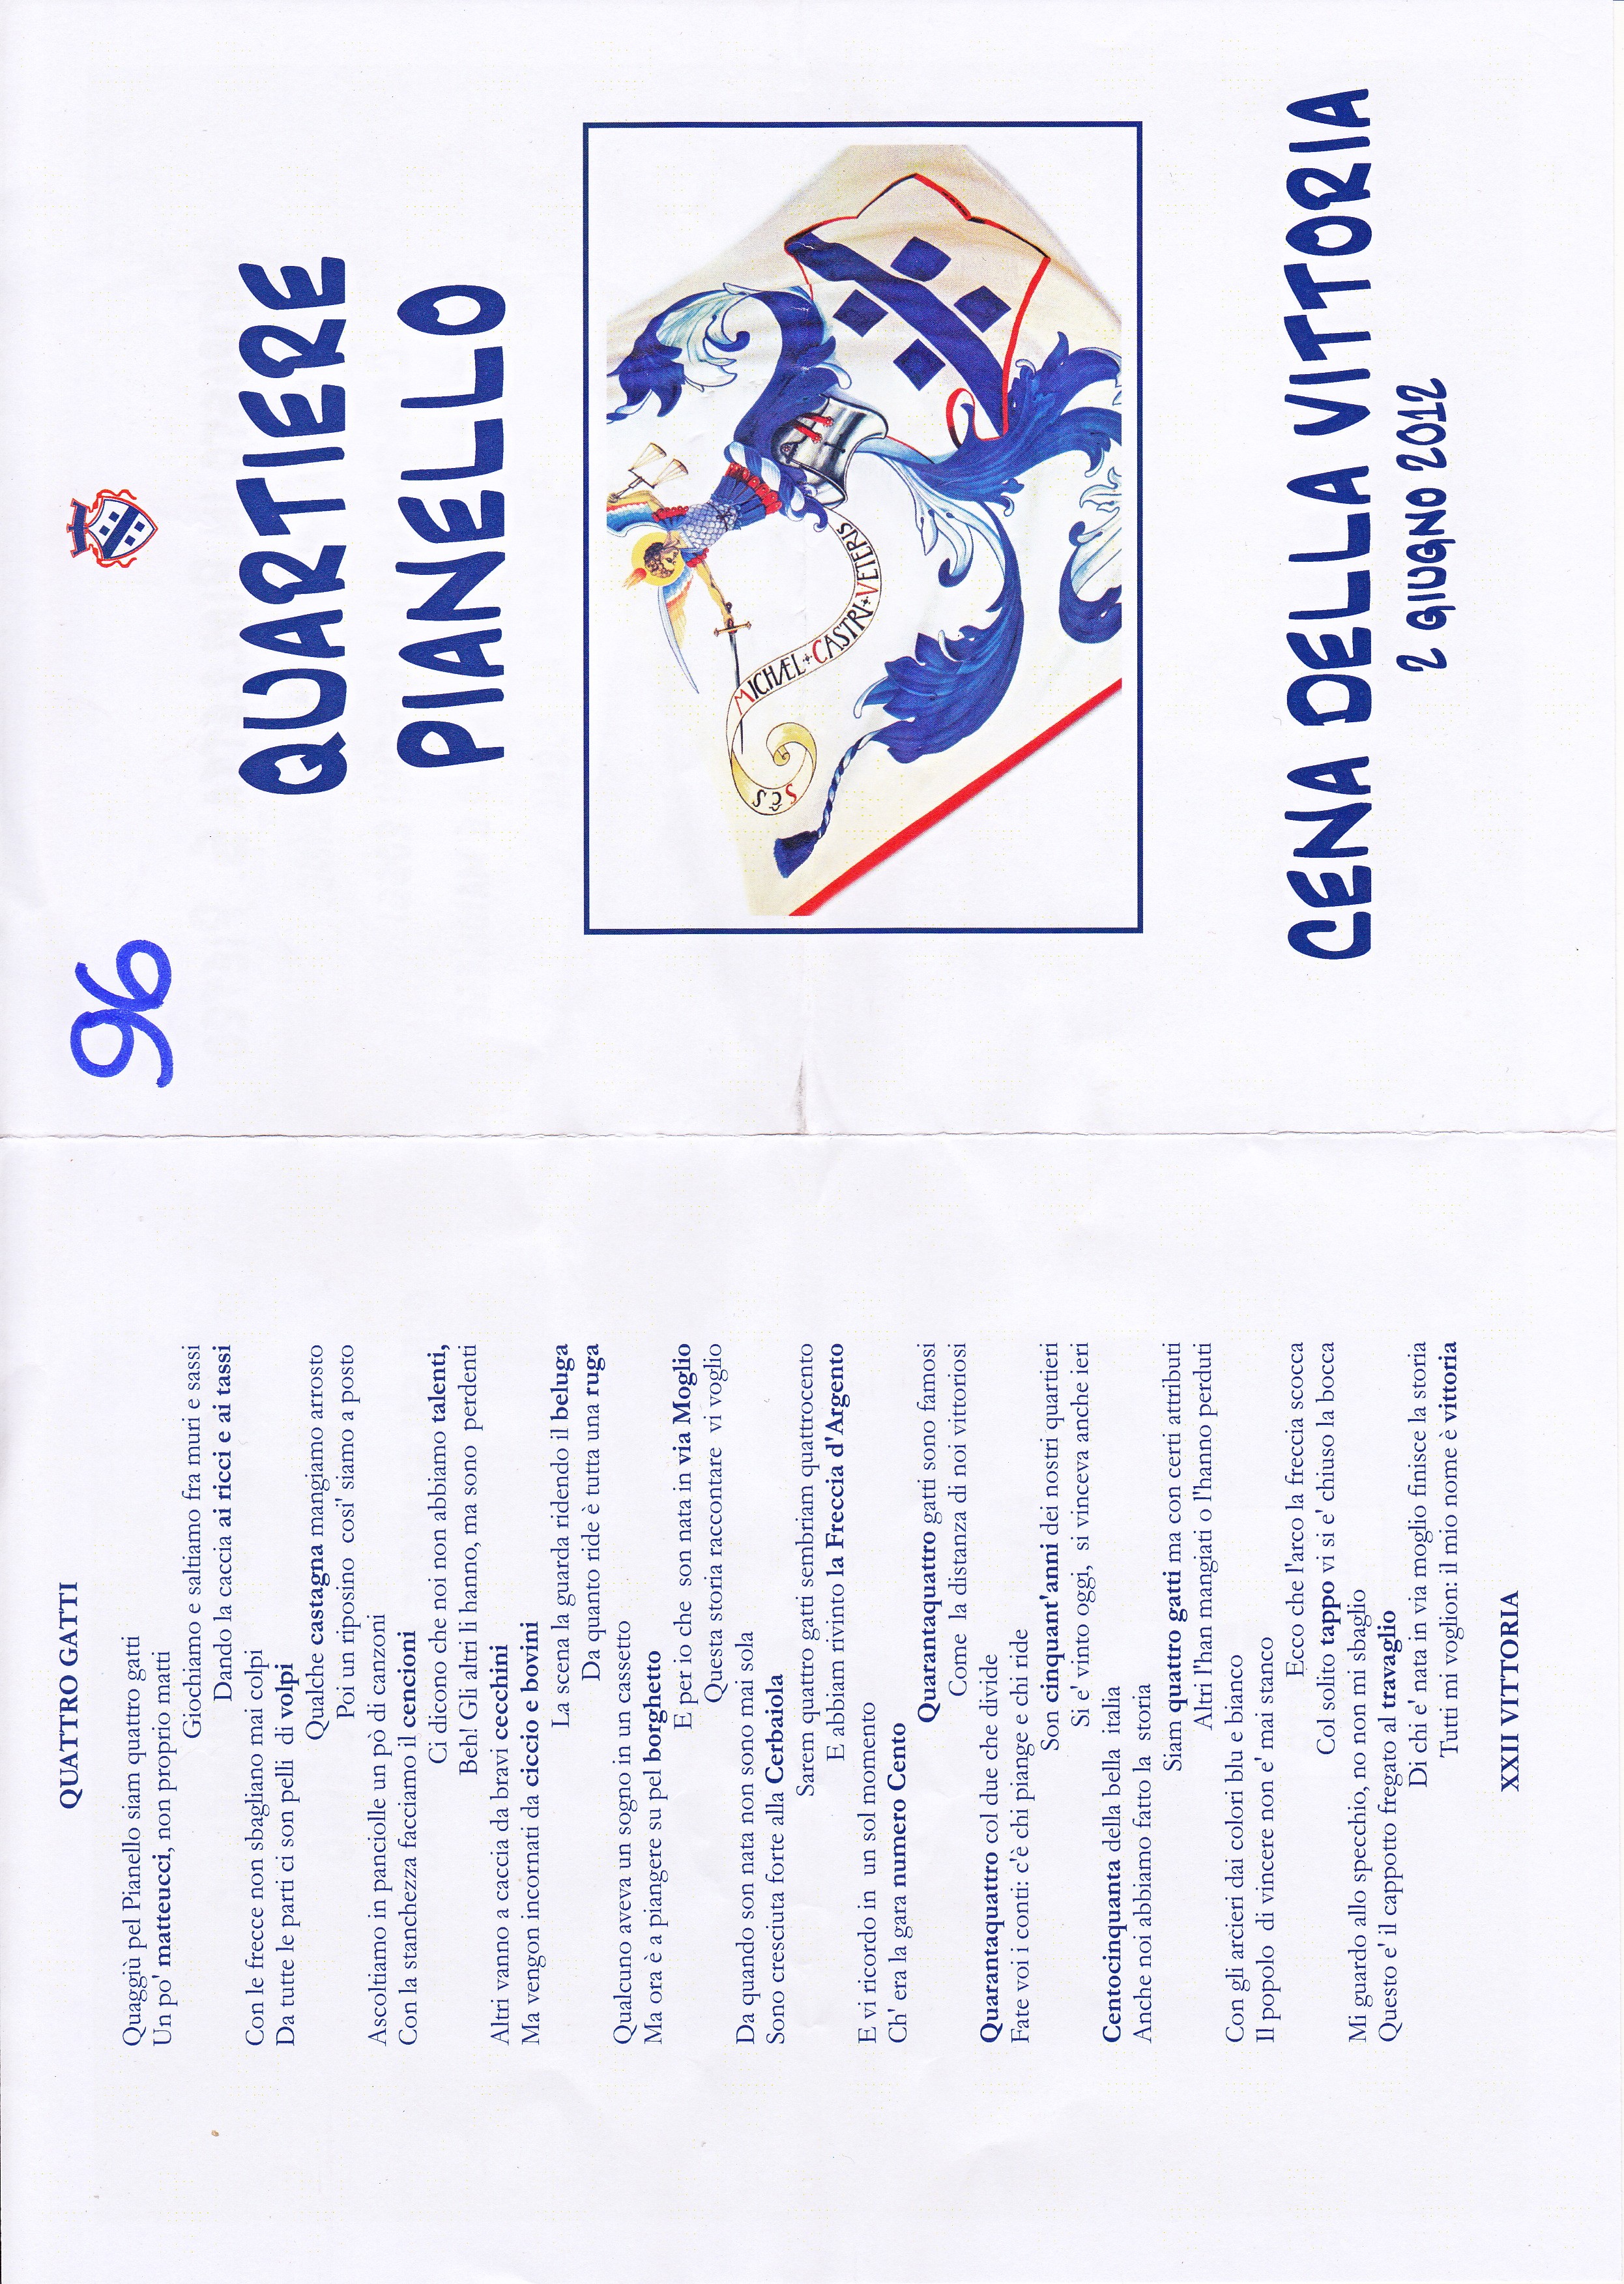 QUATTRO GATTI
Quaggiù pel Pianello siam quattro gatti
Un po' matteucci, non proprio matti
Giochiamo e saltiamo fra muri e sassi
Dando la caccia ai ricci e ai tassi
Con le frecce non sbagliano mai colpi
Da tutte le parti ci son pelli di volpi
Qualche castagna mangiamo arrosto
Poi un riposino cosi' siamo a posto
Ascoltiamo in panciolle un pò di canzoni
Con la stanchezza facciamo il cencioni
Ci dicono che noi non abbiamo talenti,
Beh! Gli altri li hanno, ma sono perdenti
Altri vanno a caccia da bravi cecchini
Ma vengon incornati da ciccio e bovini
La scena la guarda ridendo il beluga
Da quanto ride è tutta una ruga
Qualcuno aveva un sogno in un cassetto
Ma ora è a piangere su pel borghetto
E per io che son nata in via Moglio
Questa storia raccontare vi voglio
Da quando son nata non sono mai sola
Sono cresciuta forte alla Cerbaiola
Sarem quattro gatti sembriam quattrocento
E abbiam rivinto la Freccia d'Argento
E vi ricordo in un sol momento
Ch' era la gara numero Cento
Quarantaquattro gatti sono famosi
Come la distanza di noi vittoriosi
Quarantaquattro col due che divide
Fate voi i conti: c'è chi piange e chi ride
Son cinquant'anni dei nostri quartieri
Si e' vinto oggi, si vinceva anche ieri
Centocinquanta della bella italia
Anche noi abbiamo fatto la storia
Siam quattro gatti ma con certi attributi
Altri l'han mangiati o l'hanno perduti
Con gli arcieri dai colori blu e bianco
Il popolo di vincere non e' mai stanco
Ecco che l'arco la freccia scocca
Col solito tappo vi si e' chiuso la bocca
Mi guardo allo specchio, no non mi sbaglio
Questo e' il cappotto fregato al travaglio
Di chi e' nata in via moglio finisce la storia
Tutti mi voglion: il mio nome è vittoria
XXII VITTORIA
96
QUARTIERE
PIANELLO
SCS MICHÆL+CASTRI+VETERIS
CENA DELLA VITTORIA
2 GIUGNO 2012